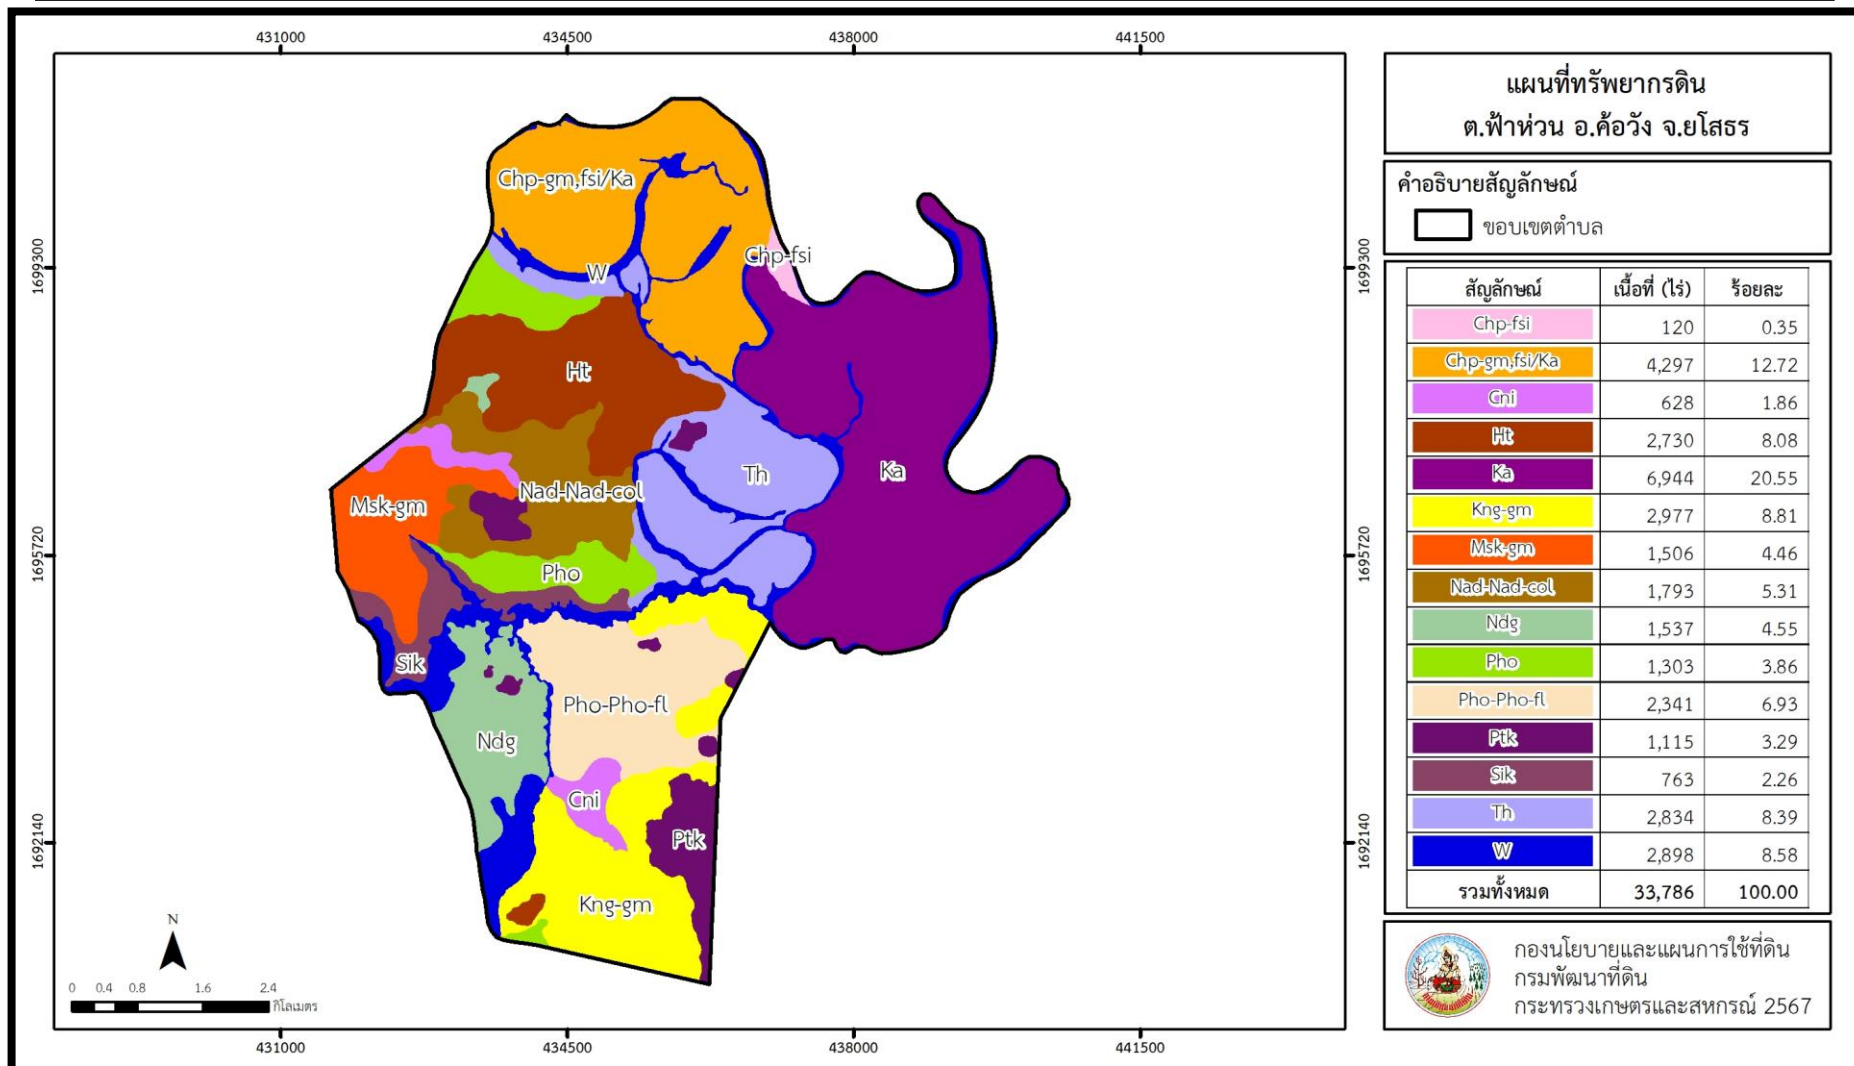 431000 434500 438000 441500
แผนที่ทรัพยากรดิน
ต.ฟ้าห่วน อ.ค้อวัง จ.ยโสธร
คำอธิบายสัญลักษณ์
ขอบเขตตำบล
สัญลักษณ์ เนื้อที่ (ไร่) ร้อยละ
Chp-fsi 120 0.35
Chp-gm,fsi/Ka 4,297 12.72
Cni 628 1.86
Ht 2,730 8.08
Ka 6,944 20.55
Kng-gm 2,977 8.81
Msk-gm 1,506 4.46
Nad-Nad-col 1,793 5.31
Ndg 1,537 4.55
Pho 1,303 3.86
Pho-Pho-fl 2,341 6.93
Ptk 1,115 3.29
Sik 763 2.26
Th 2,834 8.39
W 2,898 8.58
รวมทั้งหมด 33,786 100.00
กองนโยบายและแผนการใช้ที่ดิน
กรมพัฒนาที่ดิน
กระทรวงเกษตรและสหกรณ์ 2567
Chp-gm,fsi/Ka
Chp-fsi
W
Ht
Ka
Th
Nad-Nad-col
Msk-gm
Pho
Sik
Pho-Pho-fl
Ndg
Cni
Ptk
Kng-gm
1699300
1695720
1692140
1699300
1695720
1692140
N
0 0.4 0.8 1.6 2.4
กิโลเมตร
431000 434500 438000 441500